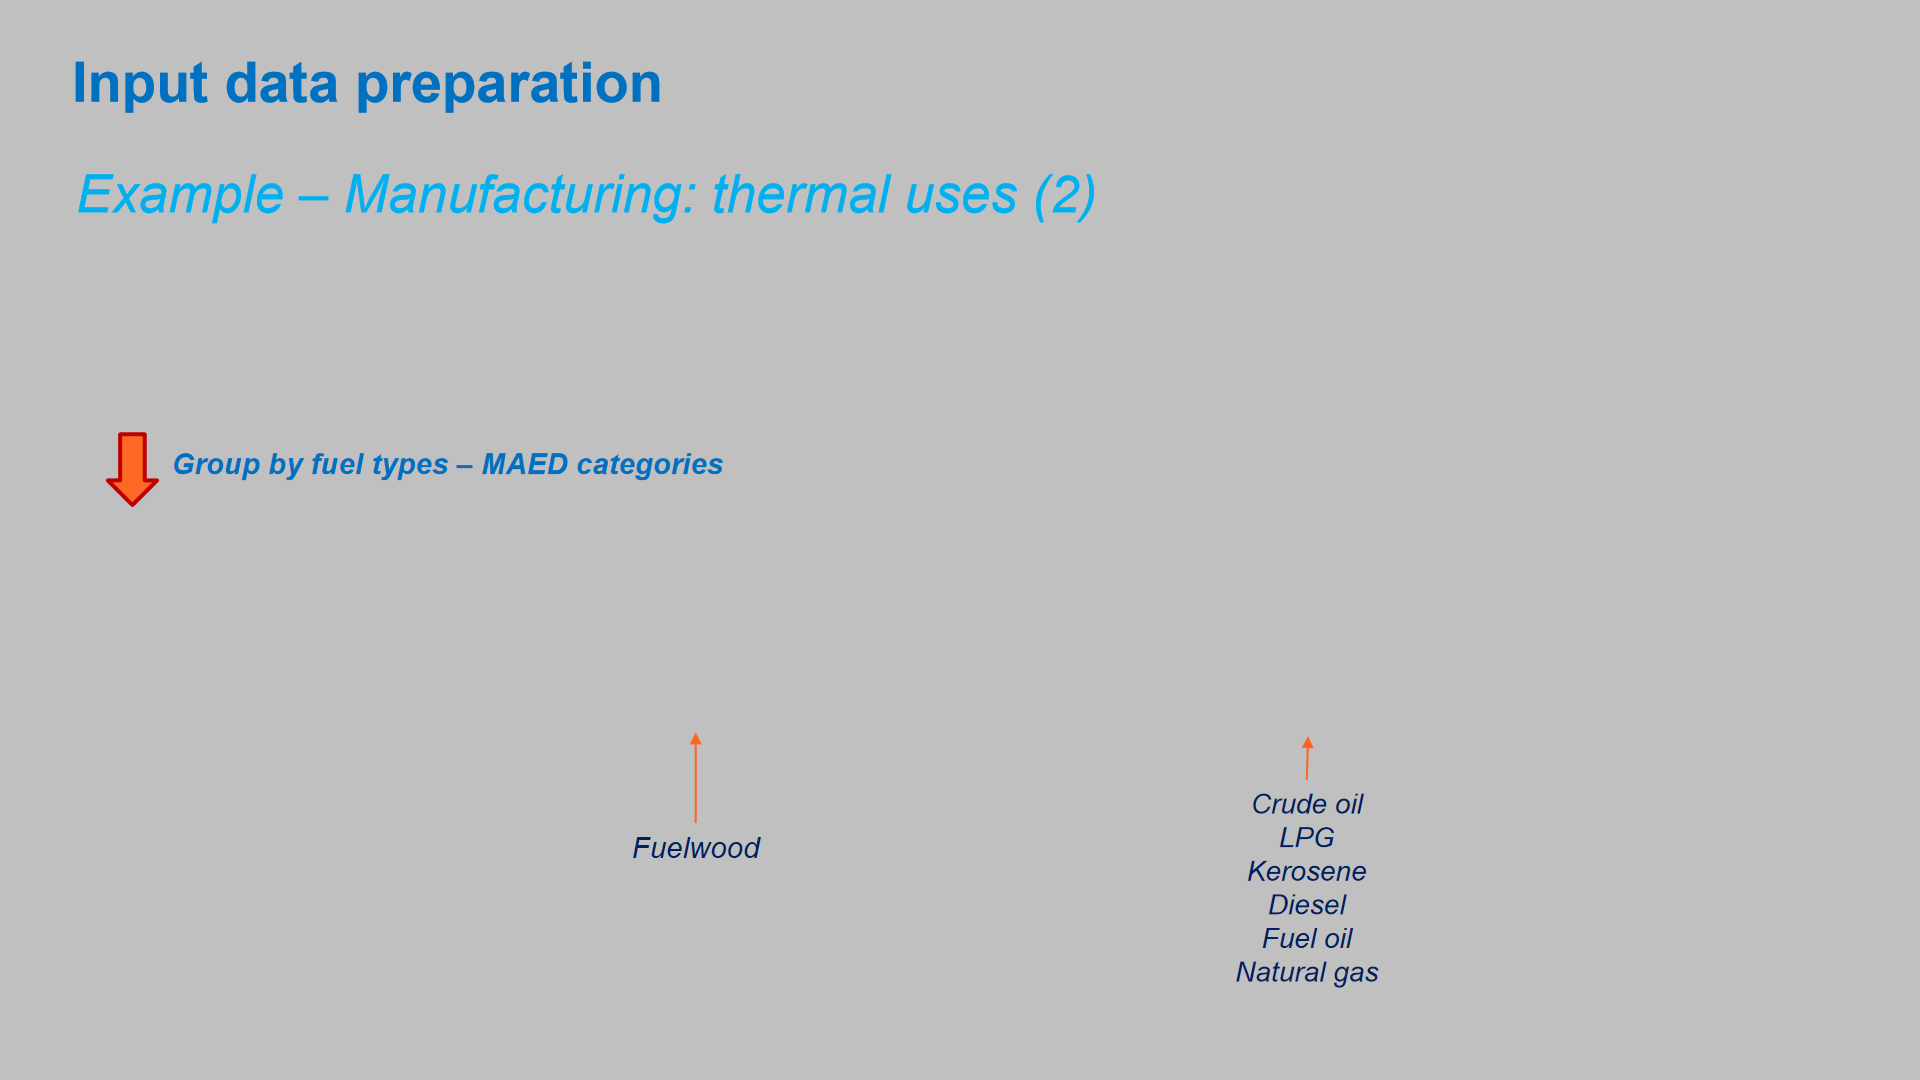 Input data preparation
Example – Manufacturing: thermal uses (2)
Group by fuel types – MAED categories
Fuelwood
Crude oil
LPG
Kerosene
Diesel
Fuel oil
Natural gas